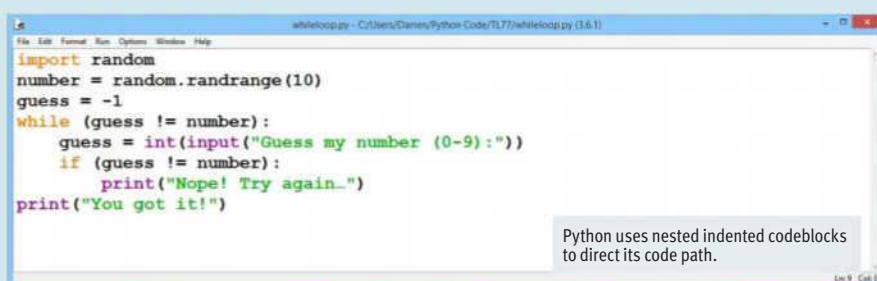 whileloop.py - C:/Users/Darren/Python Code/TL77/whileloop.py (3.6.1)
File Edit Format Run Options Window Help
import random
number = random.randrange(10)
guess = -1
while (guess != number):
    guess = int(input("Guess my number (0-9):"))
    if (guess != number):
        print("Nope! Try again…")
print("You got it!")
Python uses nested indented codeblocks
to direct its code path.
Ln: 9